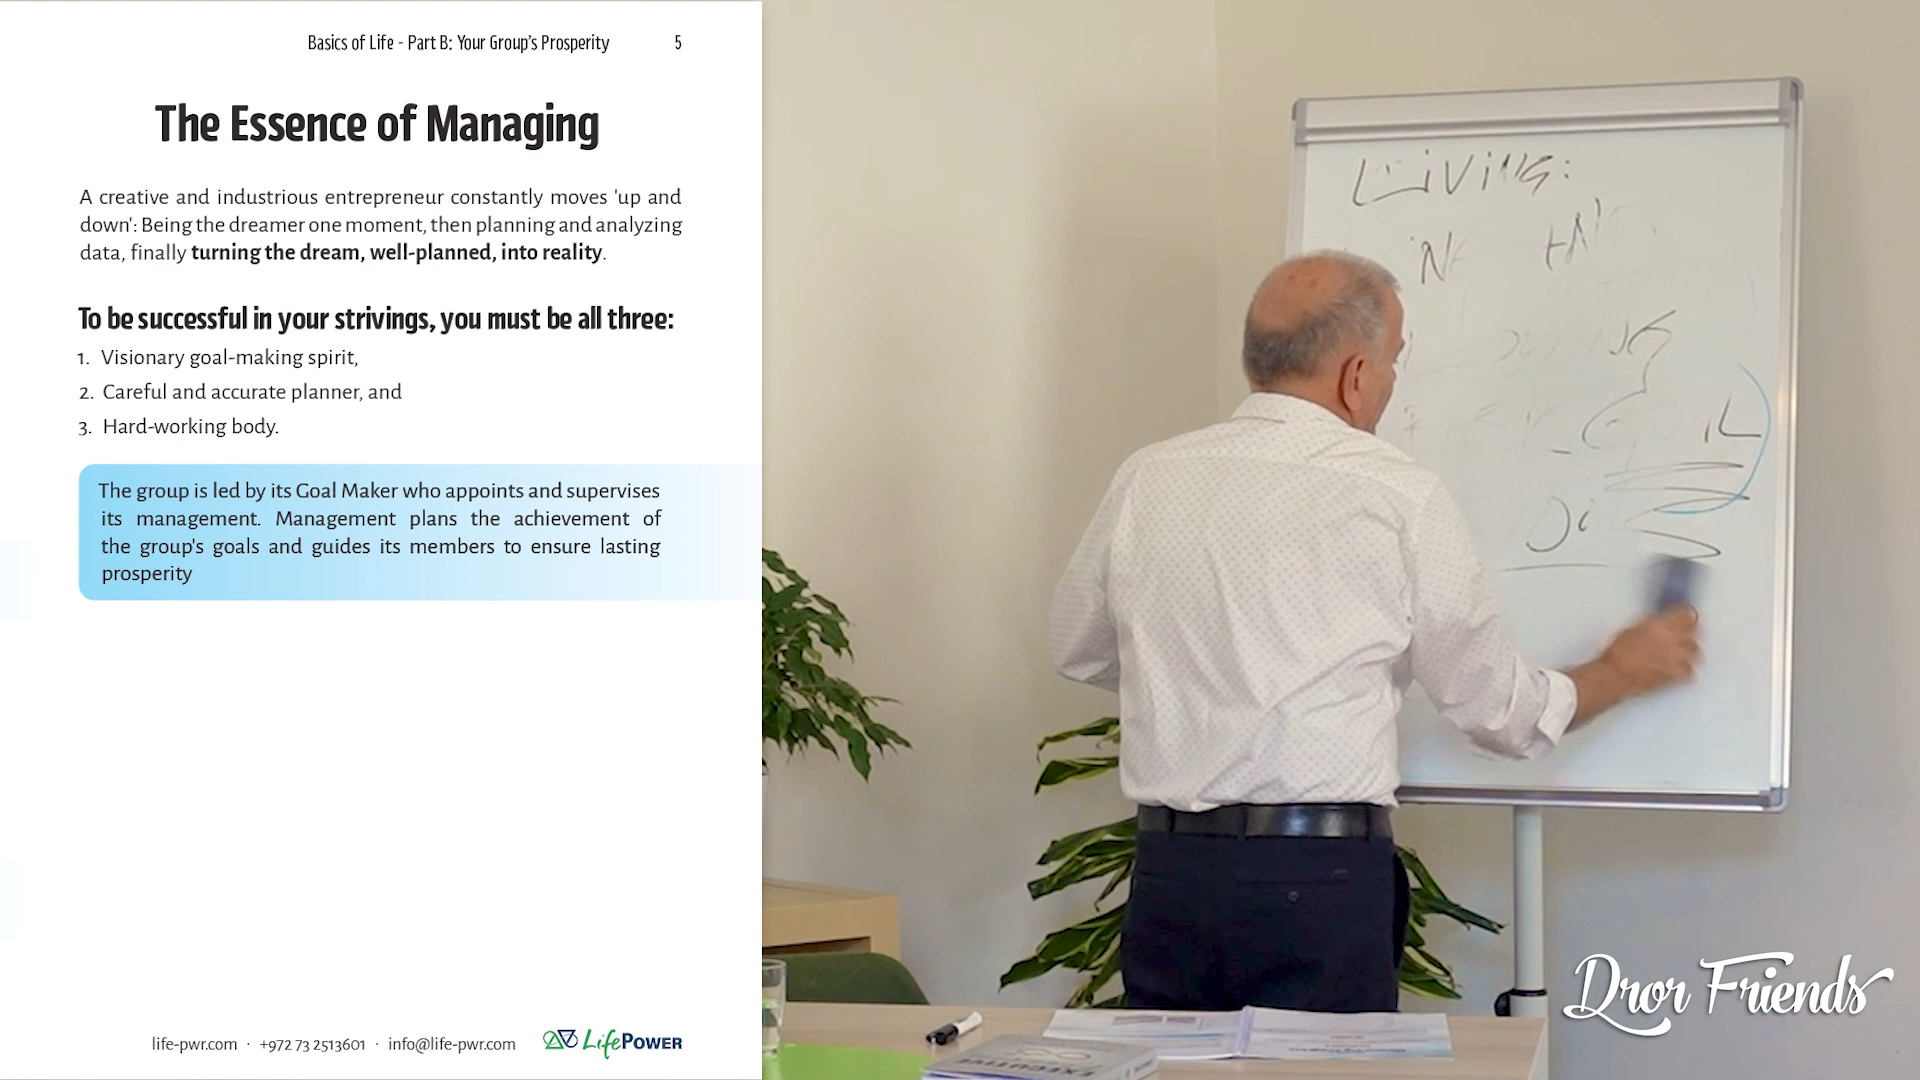 Basics of Life - Part B: Your Group's Prosperity 5
The Essence of Managing
A creative and industrious entrepreneur constantly moves 'up and
down': Being the dreamer one moment, then planning and analyzing
data, finally turning the dream, well-planned, into reality.
To be successful in your strivings, you must be all three:
1. Visionary goal-making spirit,
2. Careful and accurate planner, and
3. Hard-working body.
The group is led by its Goal Maker who appoints and supervises
its management. Management plans the achievement of
the group's goals and guides its members to ensure lasting
prosperity
life-pwr.com · +972 73 2513601 · info@life-pwr.com LifePOWER
Living:
Dror Friends